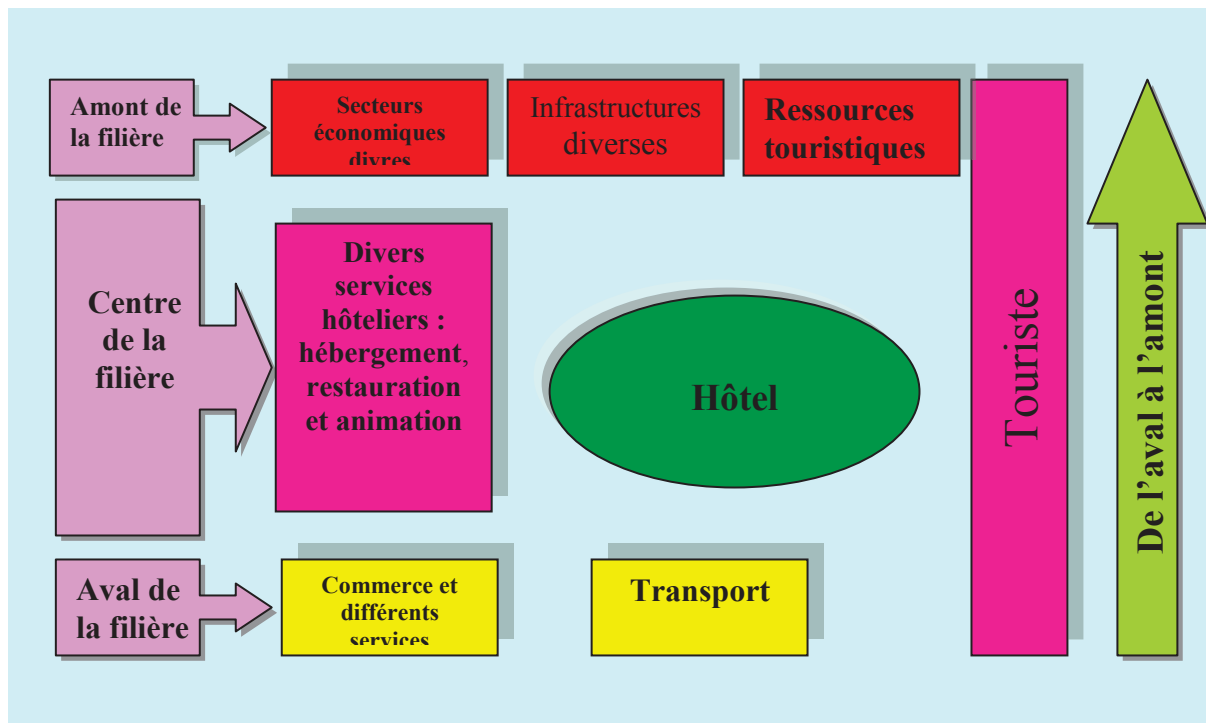 Amont de
la filière
Secteurs
économiques
divres
Infrastructures
diverses
Ressources
touristiques
Centre
de la
filière
Divers
services
hôteliers :
hébergement,
restauration
et animation
Hôtel
Touriste
De l’aval à l’amont
Aval de
la filière
Commerce et
différents
services
Transport